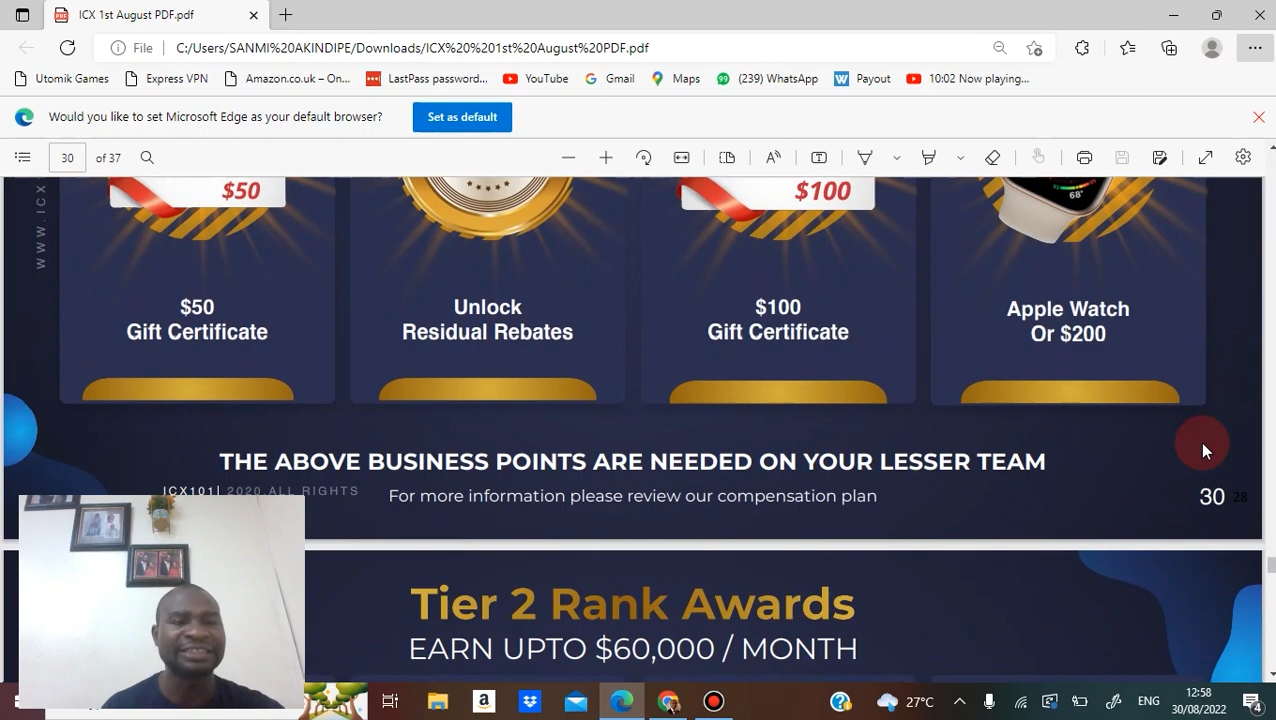 ICX 1st August PDF.pdf
File
C:/Users/SANMI%20AKINDIPE/Downloads/ICX%20%201st%20August%20PDF.pdf
Utomik Games
Express VPN
Amazon.co.uk – On...
LastPass password...
YouTube
Gmail
Maps
(239) WhatsApp
Payout
10:02 Now playing...
Would you like to set Microsoft Edge as your default browser?
Set as default
30 of 37
WWW.ICX
$50
$100
68°
$50
Gift Certificate
Unlock
Residual Rebates
$100
Gift Certificate
Apple Watch
Or $200
THE ABOVE BUSINESS POINTS ARE NEEDED ON YOUR LESSER TEAM
ICX101| 2020 ALL RIGHTS
For more information please review our compensation plan
30 28
Tier 2 Rank Awards
EARN UPTO $60,000 / MONTH
27°C
ENG
12:58
30/08/2022
4